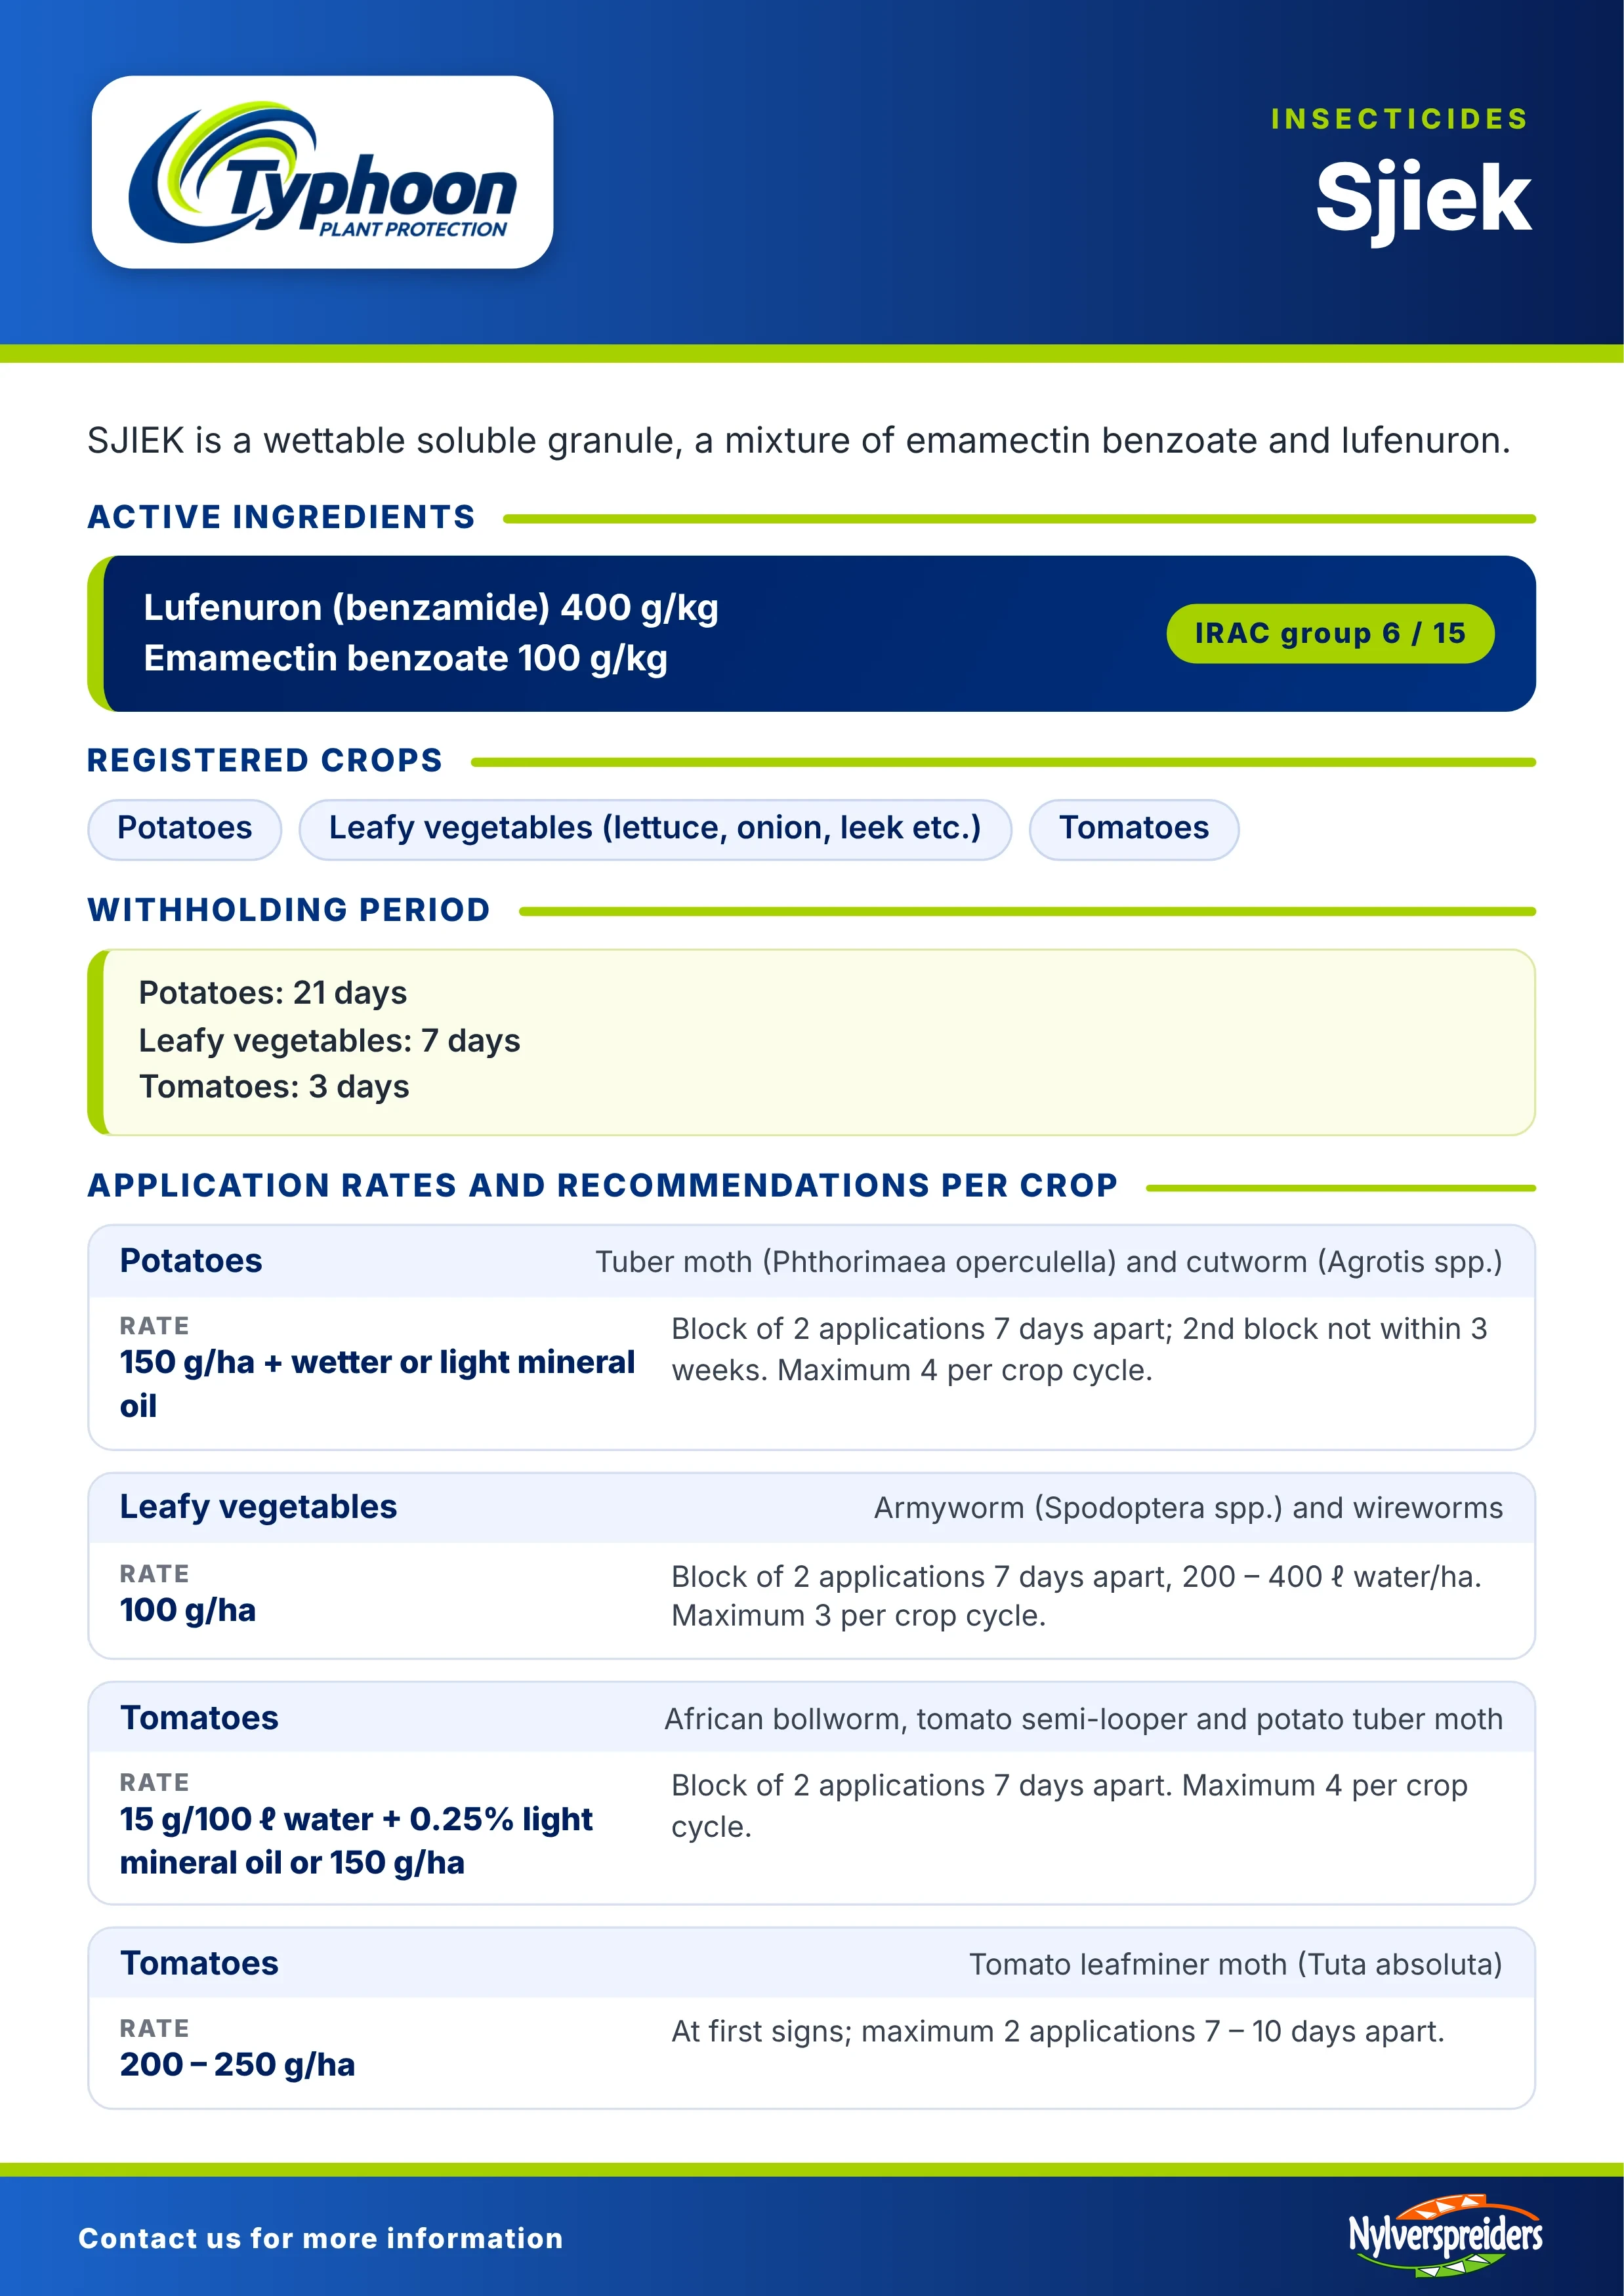 Typhoon
PLANT PROTECTION
INSECTICIDES
Sjiek
SJIEK is a wettable soluble granule, a mixture of emamectin benzoate and lufenuron.
ACTIVE INGREDIENTS
Lufenuron (benzamide) 400 g/kg
Emamectin benzoate 100 g/kg
IRAC group 6 / 15
REGISTERED CROPS
Potatoes
Leafy vegetables (lettuce, onion, leek etc.)
Tomatoes
WITHHOLDING PERIOD
Potatoes: 21 days
Leafy vegetables: 7 days
Tomatoes: 3 days
APPLICATION RATES AND RECOMMENDATIONS PER CROP
Potatoes
Tuber moth (Phthorimaea operculella) and cutworm (Agrotis spp.)
RATE
150 g/ha + wetter or light mineral
oil
Block of 2 applications 7 days apart; 2nd block not within 3
weeks. Maximum 4 per crop cycle.
Leafy vegetables
Armyworm (Spodoptera spp.) and wireworms
RATE
100 g/ha
Block of 2 applications 7 days apart, 200 – 400 ℓ water/ha.
Maximum 3 per crop cycle.
Tomatoes
African bollworm, tomato semi-looper and potato tuber moth
RATE
15 g/100 ℓ water + 0.25% light
mineral oil or 150 g/ha
Block of 2 applications 7 days apart. Maximum 4 per crop
cycle.
Tomatoes
Tomato leafminer moth (Tuta absoluta)
RATE
200 – 250 g/ha
At first signs; maximum 2 applications 7 – 10 days apart.
Contact us for more information
Nylverspreiders